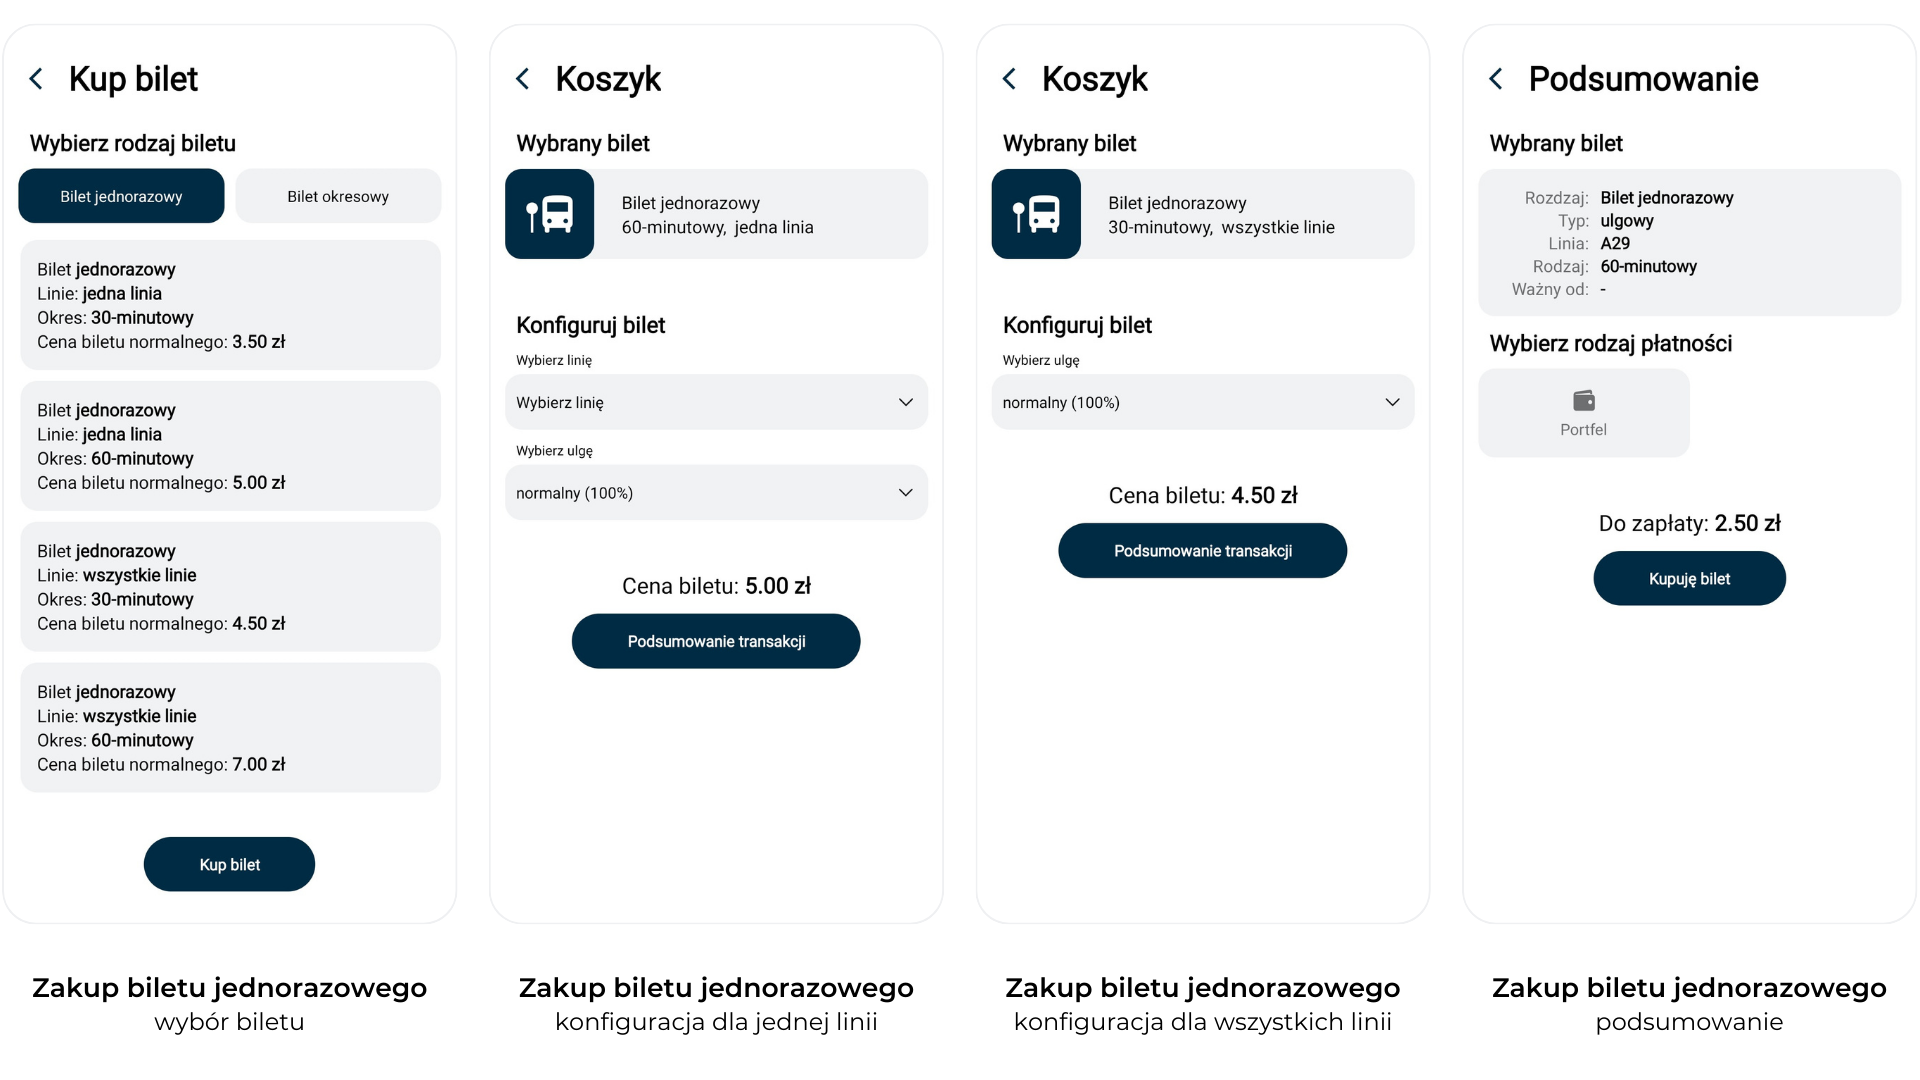 Kup bilet
Wybierz rodzaj biletu
Bilet jednorazowy
Bilet okresowy
Bilet jednorazowy
Linie: jedna linia
Okres: 30-minutowy
Cena biletu normalnego: 3.50 zł
Bilet jednorazowy
Linie: jedna linia
Okres: 60-minutowy
Cena biletu normalnego: 5.00 zł
Bilet jednorazowy
Linie: wszystkie linie
Okres: 30-minutowy
Cena biletu normalnego: 4.50 zł
Bilet jednorazowy
Linie: wszystkie linie
Okres: 60-minutowy
Cena biletu normalnego: 7.00 zł
Kup bilet
Zakup biletu jednorazowego
wybór biletu
Koszyk
Wybrany bilet
Bilet jednorazowy
60-minutowy, jedna linia
Konfiguruj bilet
Wybierz linię
Wybierz linię
Wybierz ulgę
normalny (100%)
Cena biletu: 5.00 zł
Podsumowanie transakcji
Zakup biletu jednorazowego
konfiguracja dla jednej linii
Koszyk
Wybrany bilet
Bilet jednorazowy
30-minutowy, wszystkie linie
Konfiguruj bilet
Wybierz ulgę
normalny (100%)
Cena biletu: 4.50 zł
Podsumowanie transakcji
Zakup biletu jednorazowego
konfiguracja dla wszystkich linii
Podsumowanie
Wybrany bilet
Rozdzaj: Bilet jednorazowy
Typ: ulgowy
Linia: A29
Rodzaj: 60-minutowy
Ważny od: -
Wybierz rodzaj płatności
Portfel
Do zapłaty: 2.50 zł
Kupuję bilet
Zakup biletu jednorazowego
podsumowanie